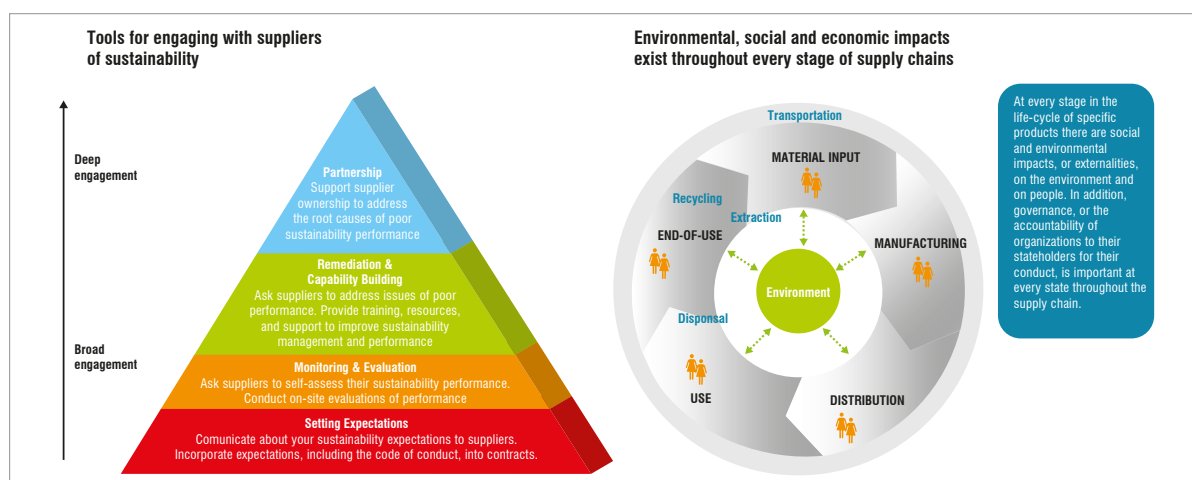 Tools for engaging with suppliers
of sustainability
Deep
engagement
Broad
engagement
Partnership
Support supplier
ownership to address
the root causes of poor
sustainability performance
Remediation &
Capability Building
Ask suppliers to address issues of poor
performance. Provide training, resources,
and support to improve sustainability
management and performance
Monitoring & Evaluation
Ask suppliers to self-assess their sustainability performance.
Conduct on-site evaluations of performance
Setting Expectations
Comunicate about your sustainability expectations to suppliers.
Incorporate expectations, including the code of conduct, into contracts.
Environmental, social and economic impacts
exist throughout every stage of supply chains
Transportation
MATERIAL INPUT
Recycling
Extraction
END-OF-USE
MANUFACTURING
Environment
Disponsal
USE
DISTRIBUTION
At every stage in the
life-cycle of specific
products there are social
and environmental
impacts, or externalities,
on the environment and
on people. In addition,
governance, or the
accountability of
organizations to their
stateholders for their
conduct, is important at
every state throughout the
supply chain.